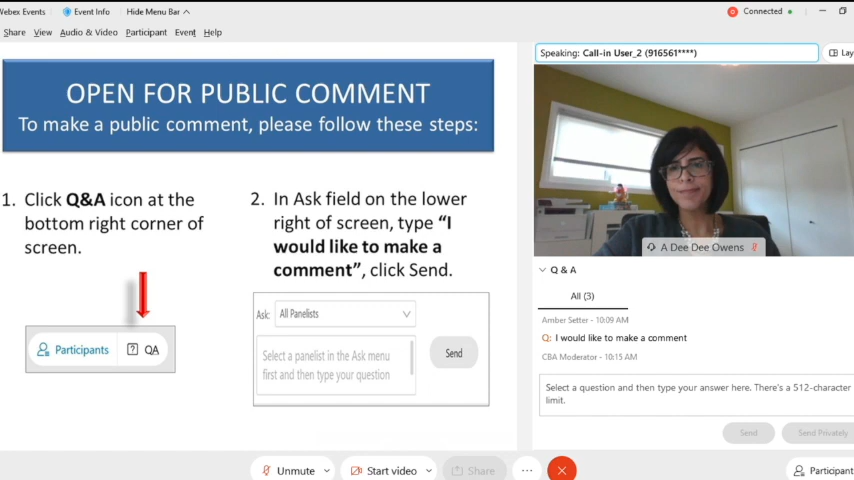 Webex Events
Event Info
Hide Menu Bar
Connected
Share View Audio & Video Participant Event Help
Speaking: Call-in User_2 (916561****)
Lay
OPEN FOR PUBLIC COMMENT
To make a public comment, please follow these steps:
1. Click Q&A icon at the
bottom right corner of
screen.
2. In Ask field on the lower
right of screen, type “I
would like to make a
comment”, click Send.
Participants
? QA
Ask: All Panelists
Select a panelist in the Ask menu
first and then type your question
Send
A Dee Dee Owens
Q & A
All (3)
Amber Setter - 10:09 AM
Q: I would like to make a comment
CBA Moderator - 10:15 AM
Select a question and then type your answer here. There's a 512-character
limit.
Send
Send Privately
Unmute
Start video
Share
Participant